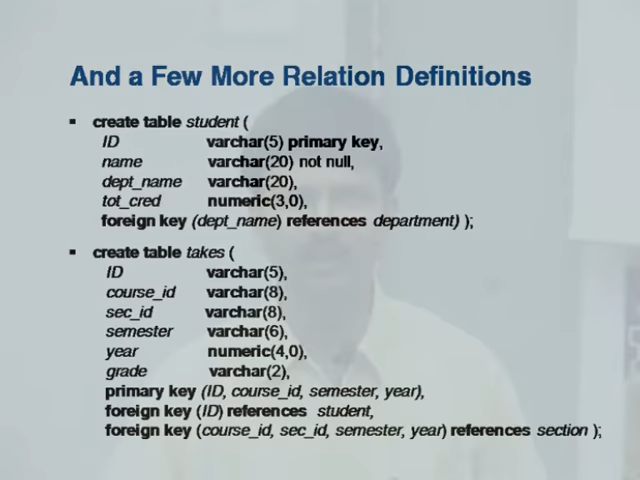 And a Few More Relation Definitions
▪ create table student (
ID varchar(5) primary key,
name varchar(20) not null,
dept_name varchar(20),
tot_cred numeric(3,0),
foreign key (dept_name) references department) );
▪ create table takes (
ID varchar(5),
course_id varchar(8),
sec_id varchar(8),
semester varchar(6),
year numeric(4,0),
grade varchar(2),
primary key (ID, course_id, semester, year),
foreign key (ID) references student,
foreign key (course_id, sec_id, semester, year) references section );